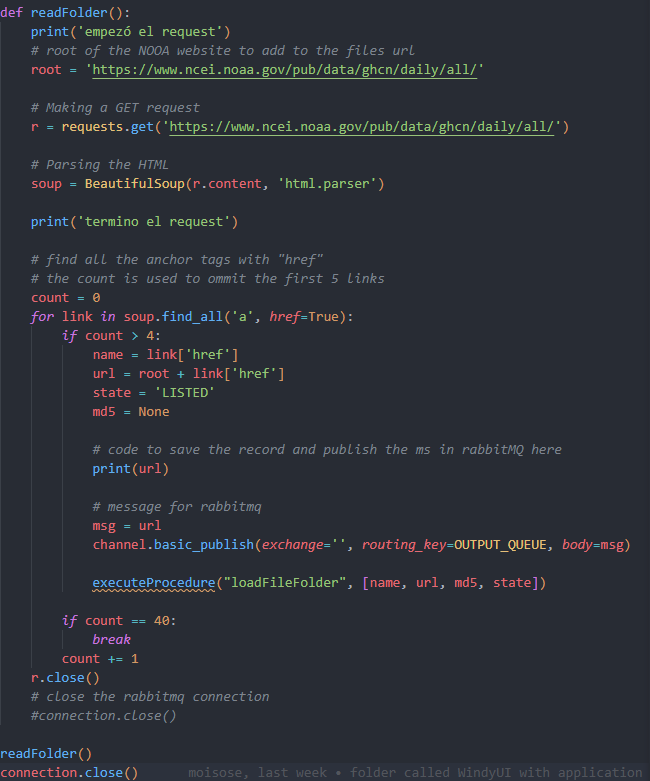 def readFolder():
    print('empezó el request')
    # root of the NOOA website to add to the files url
    root = 'https://www.ncei.noaa.gov/pub/data/ghcn/daily/all/'
    # Making a GET request
    r = requests.get('https://www.ncei.noaa.gov/pub/data/ghcn/daily/all/')
    # Parsing the HTML
    soup = BeautifulSoup(r.content, 'html.parser')
    print('termino el request')
    # find all the anchor tags with "href"
    # the count is used to ommit the first 5 links
    count = 0
    for link in soup.find_all('a', href=True):
        if count > 4:
            name = link['href']
            url = root + link['href']
            state = 'LISTED'
            md5 = None
            # code to save the record and publish the ms in rabbitMQ here
            print(url)
            # message for rabbitmq
            msg = url
            channel.basic_publish(exchange='', routing_key=OUTPUT_QUEUE, body=msg)
            executeProcedure("loadFileFolder", [name, url, md5, state])
        if count == 40:
            break
        count += 1
    r.close()
    # close the rabbitmq connection
    #connection.close()
readFolder()
connection.close()      moisose, last week • folder called WindyUI with application